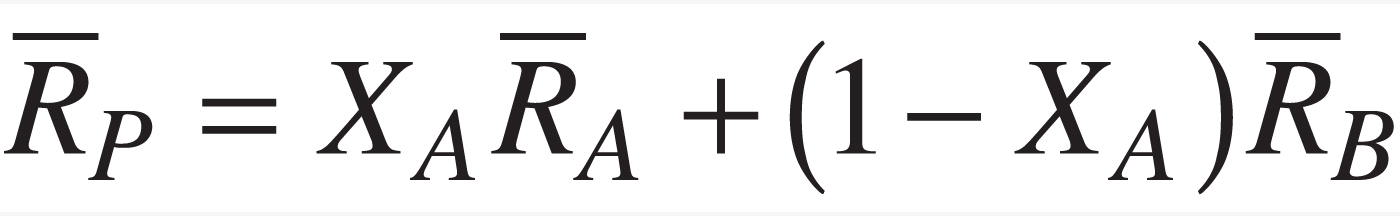 R̅_P = X_A R̅_A + (1 − X_A) R̅_B